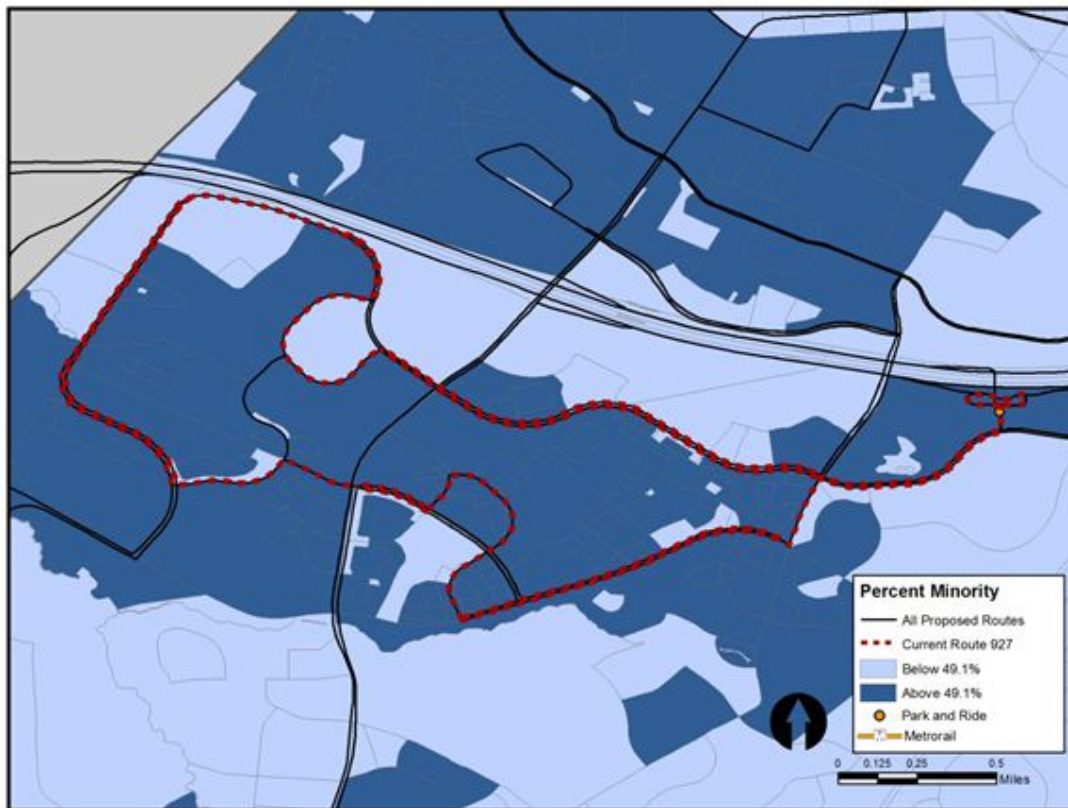 Percent Minority
All Proposed Routes
Current Route 927
Below 49.1%
Above 49.1%
Park and Ride
M Metrorail
0 0.125 0.25 0.5
Miles